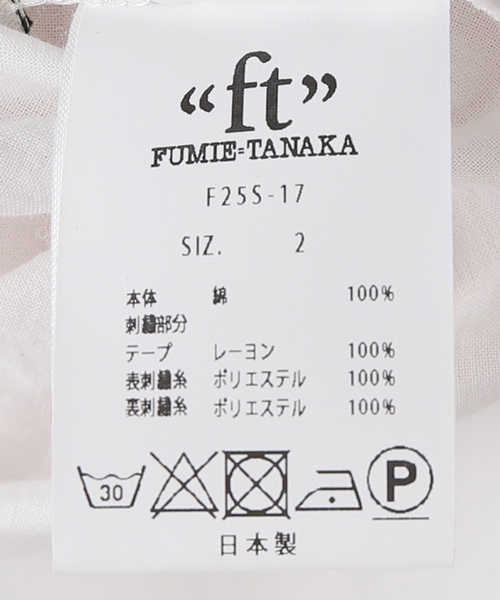 “ft”
FUMIE=TANAKA
F25S-17
SIZ. 2
本体 綿 100%
刺繍部分
テープ レーヨン 100%
表刺繍糸 ポリエステル 100%
裏刺繍糸 ポリエステル 100%
30 P
日本製